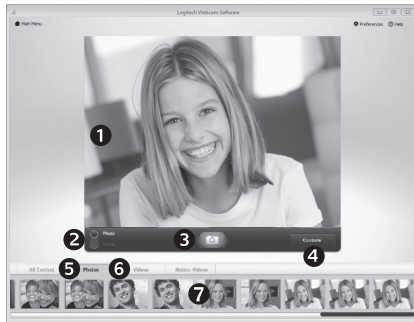 Logitech Webcam Software
Main Menu
Preferences
Help
1
2
Photo
Video
3
Controls
4
All Content
5
Photos
6
Videos
Motion Videos
7